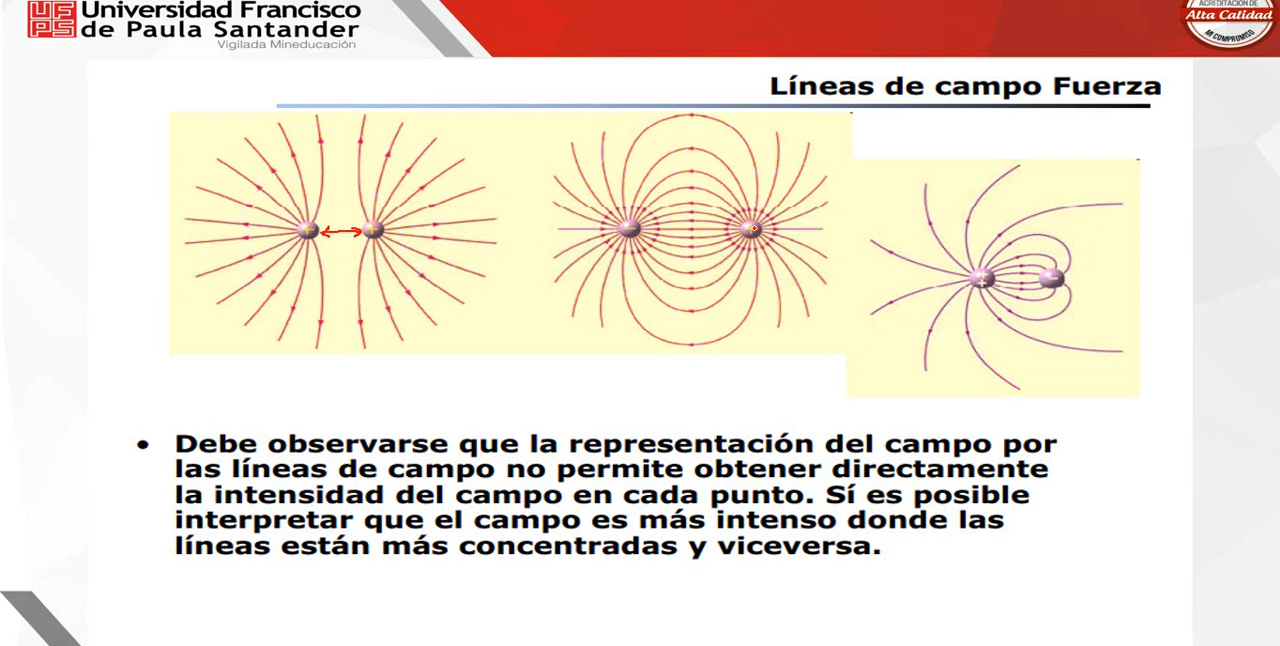 UFPS
Universidad Francisco
de Paula Santander
Vigilada Mineducación
ACREDITACIÓN DE
Alta Calidad
MI COMPROMISO
Líneas de campo Fuerza
+ +
− +
+ −
• Debe observarse que la representación del campo por
las líneas de campo no permite obtener directamente
la intensidad del campo en cada punto. Sí es posible
interpretar que el campo es más intenso donde las
líneas están más concentradas y viceversa.